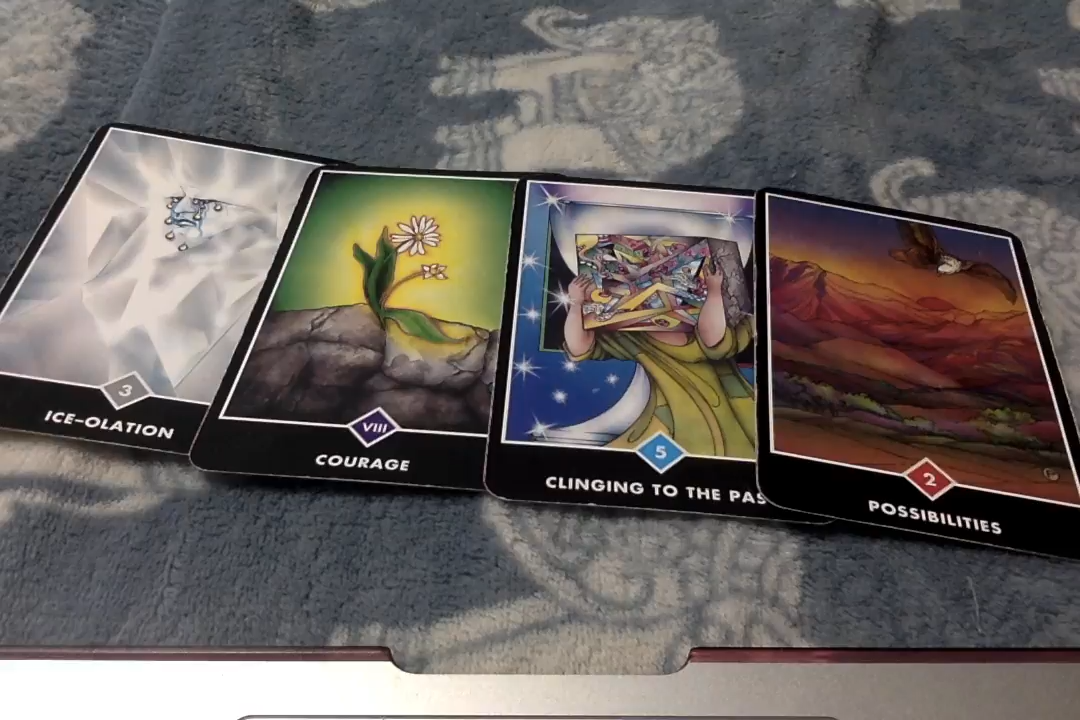 3
ICE-OLATION
VIII
COURAGE
5
CLINGING TO THE PAS
2
POSSIBILITIES